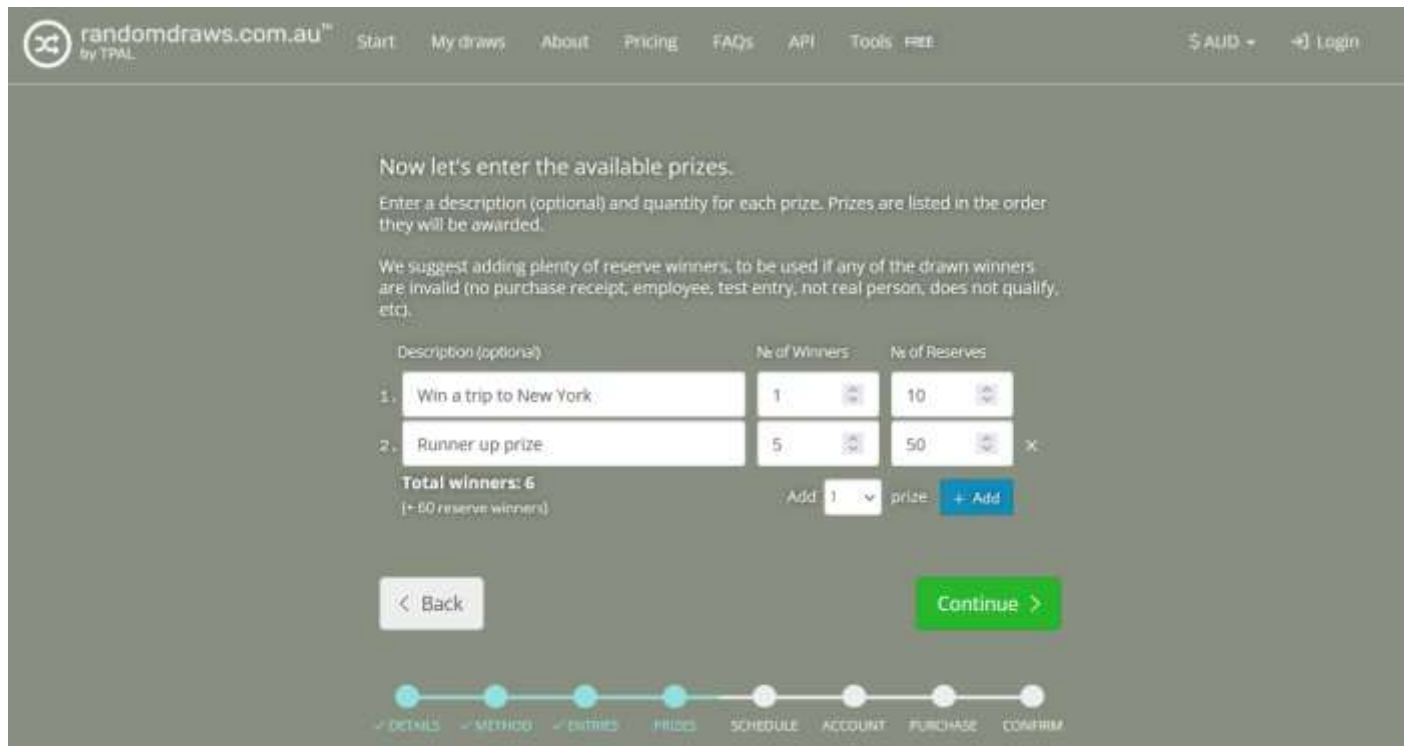 randomdraws.com.au™
by TPAL
Start My draws About Pricing FAQs API Tools FREE $ AUD Login
Now let's enter the available prizes.
Enter a description (optional) and quantity for each prize. Prizes are listed in the order
they will be awarded.
We suggest adding plenty of reserve winners, to be used if any of the drawn winners
are invalid (no purchase receipt, employee, test entry, not real person, does not qualify,
etc).
Description (optional) № of Winners № of Reserves
1. Win a trip to New York 1 10
2. Runner up prize 5 50 ×
Total winners: 6 Add 1 prize + Add
(+ 60 reserve winners)
< Back Continue >
✓ DETAILS ✓ METHOD ✓ ENTRIES PRIZES SCHEDULE ACCOUNT PURCHASE CONFIRM